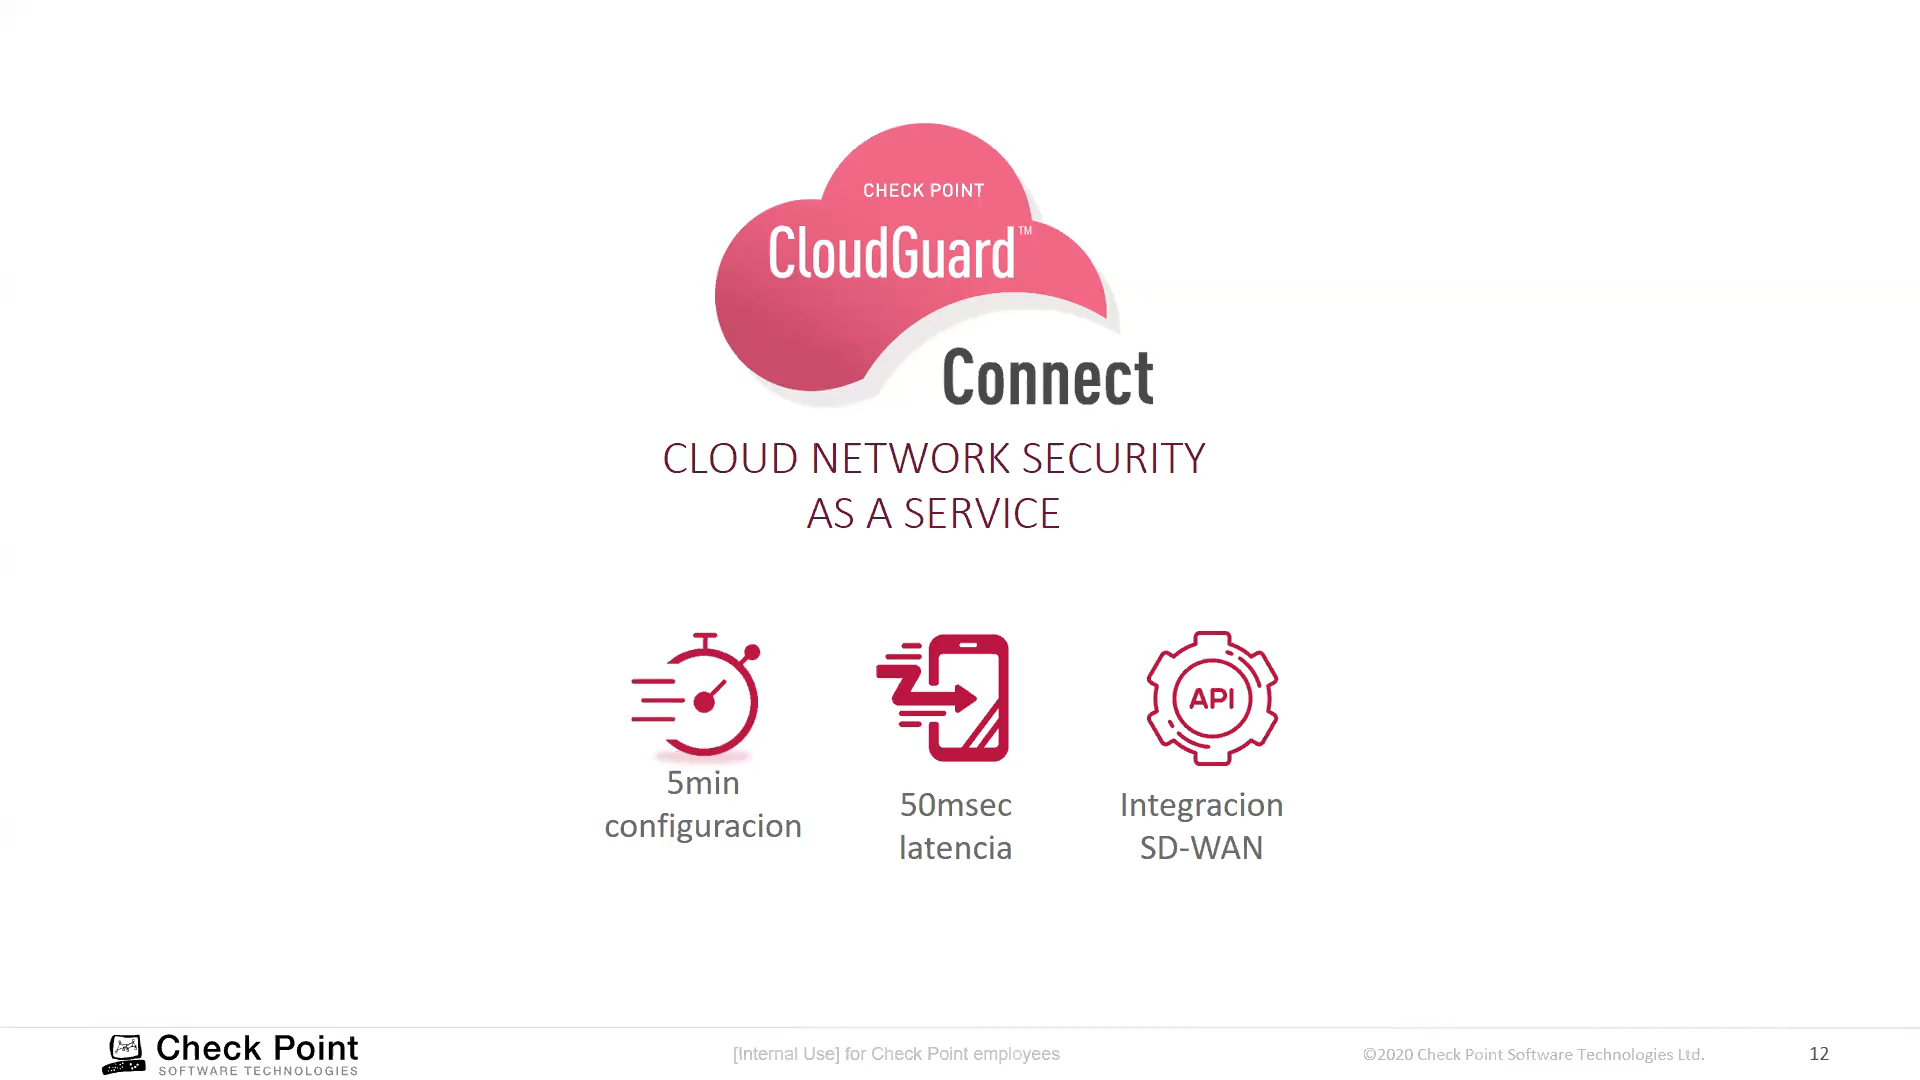 CHECK POINT
CloudGuard™
Connect
CLOUD NETWORK SECURITY
AS A SERVICE
5min
configuracion
50msec
latencia
API
Integracion
SD-WAN
Check Point
SOFTWARE TECHNOLOGIES
[Internal Use] for Check Point employees
©2020 Check Point Software Technologies Ltd.
12